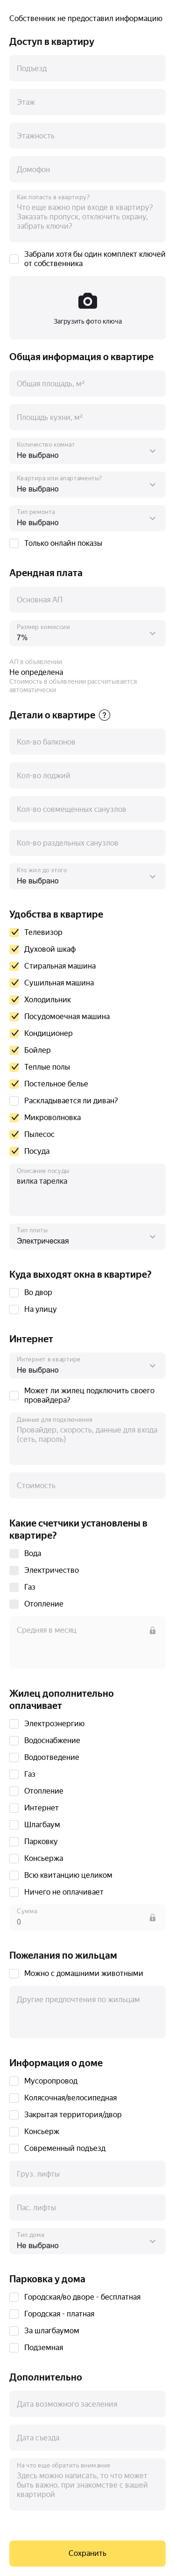 Собственник не предоставил информацию
Доступ в квартиру
Подъезд
Этаж
Этажность
Домофон
Как попасть в квартиру?
Что еще важно при входе в квартиру?
Заказать пропуск, отключить охрану,
забрать ключи?
Забрали хотя бы один комплект ключей
от собственника
Загрузить фото ключа
Общая информация о квартире
Общая площадь, м²
Площадь кухни, м²
Количество комнат
Не выбрано
Квартира или апартаменты?
Не выбрано
Тип ремонта
Не выбрано
Только онлайн показы
Арендная плата
Основная АП
Размер комиссии
7%
АП в объявлении
Не определена
Стоимость в объявлении рассчитывается
автоматически
Детали о квартире ?
Кол-во балконов
Кол-во лоджий
Кол-во совмещенных санузлов
Кол-во раздельных санузлов
Кто жил до этого
Не выбрано
Удобства в квартире
Телевизор
Духовой шкаф
Стиральная машина
Сушильная машина
Холодильник
Посудомоечная машина
Кондиционер
Бойлер
Теплые полы
Постельное белье
Раскладывается ли диван?
Микроволновка
Пылесос
Посуда
Описание посуды
вилка тарелка
Тип плиты
Электрическая
Куда выходят окна в квартире?
Во двор
На улицу
Интернет
Интернет в квартире
Не выбрано
Может ли жилец подключить своего
провайдера?
Данные для подключения
Провайдер, скорость, данные для входа
(сеть, пароль)
Стоимость
Какие счетчики установлены в
квартире?
Вода
Электричество
Газ
Отопление
Средняя в месяц
Жилец дополнительно
оплачивает
Электроэнергию
Водоснабжение
Водоотведение
Газ
Отопление
Интернет
Шлагбаум
Парковку
Консьержа
Всю квитанцию целиком
Ничего не оплачивает
Сумма
0
Пожелания по жильцам
Можно с домашними животными
Другие предпочтения по жильцам
Информация о доме
Мусоропровод
Колясочная/велосипедная
Закрытая территория/двор
Консьерж
Современный подъезд
Груз. лифты
Пас. лифты
Тип дома
Не выбрано
Парковка у дома
Городская/во дворе - бесплатная
Городская - платная
За шлагбаумом
Подземная
Дополнительно
Дата возможного заселения
Дата съезда
На что еще обратить внимание
Здесь можно написать, то что может
быть важно, при знакомстве с вашей
квартирой
Сохранить